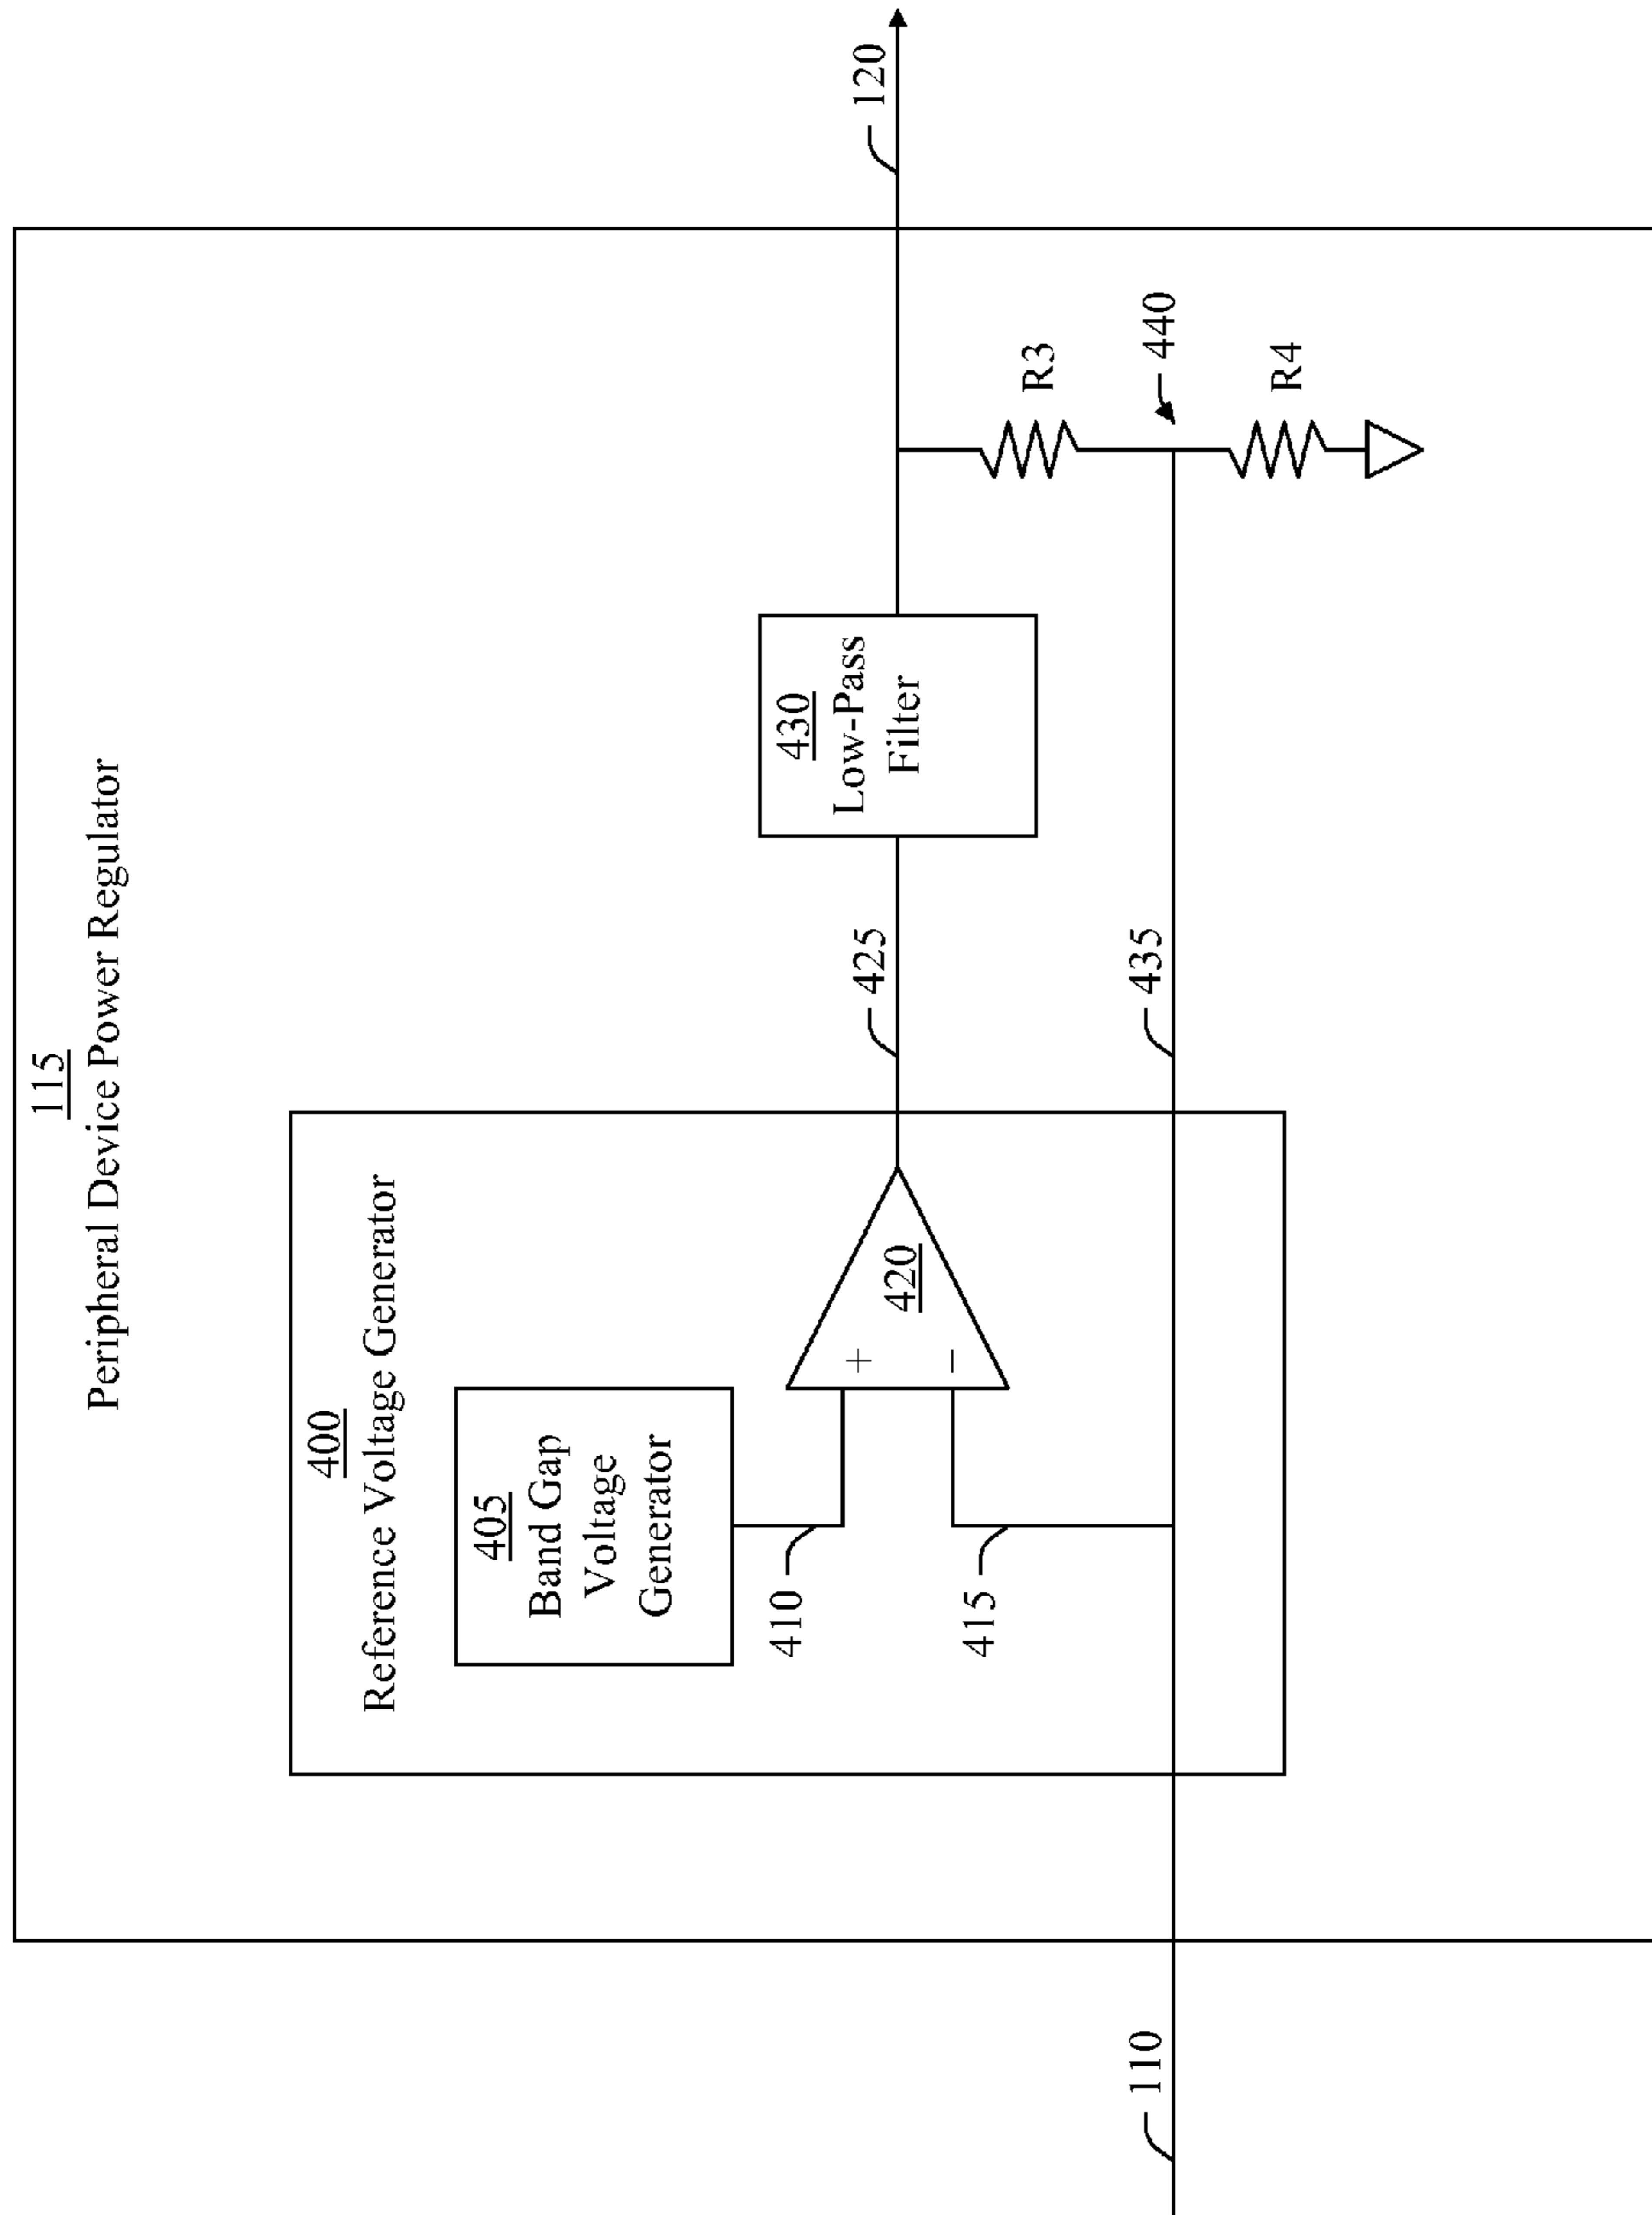 115
Peripheral Device Power Regulator
400
Reference Voltage Generator
405
Band Gap
Voltage
Generator
410
415
+
−
420
425
430
Low-Pass
Filter
435
120
R3
440
R4
110